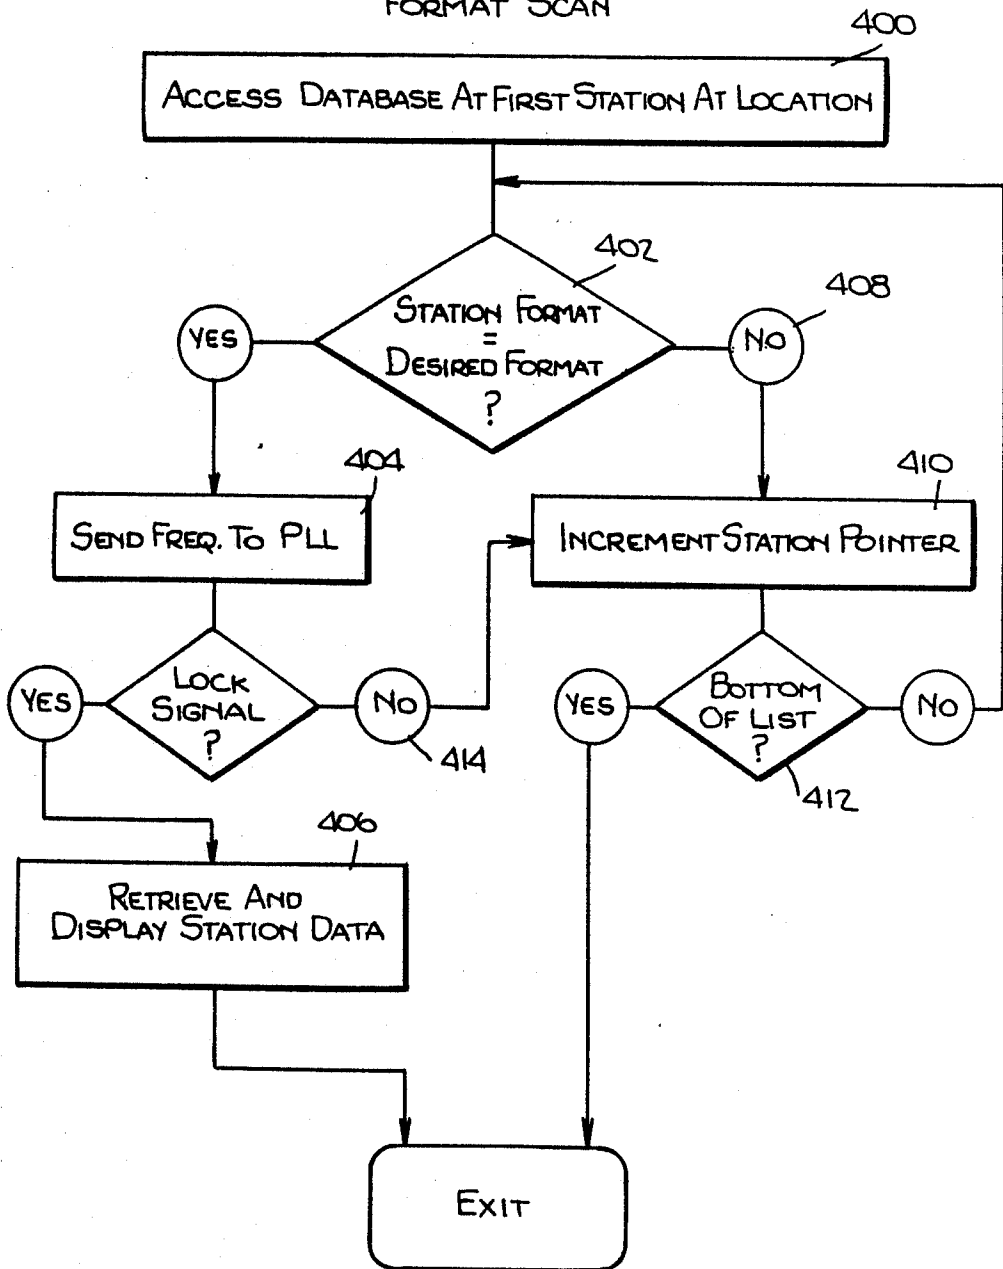 FORMAT SCAN
400
ACCESS DATABASE AT FIRST STATION AT LOCATION
402
STATION FORMAT
=
DESIRED FORMAT
?
YES
NO
408
404
SEND FREQ. TO PLL
410
INCREMENT STATION POINTER
YES
LOCK
SIGNAL
?
NO
414
YES
BOTTOM
OF LIST
?
NO
412
406
RETRIEVE AND
DISPLAY STATION DATA
EXIT